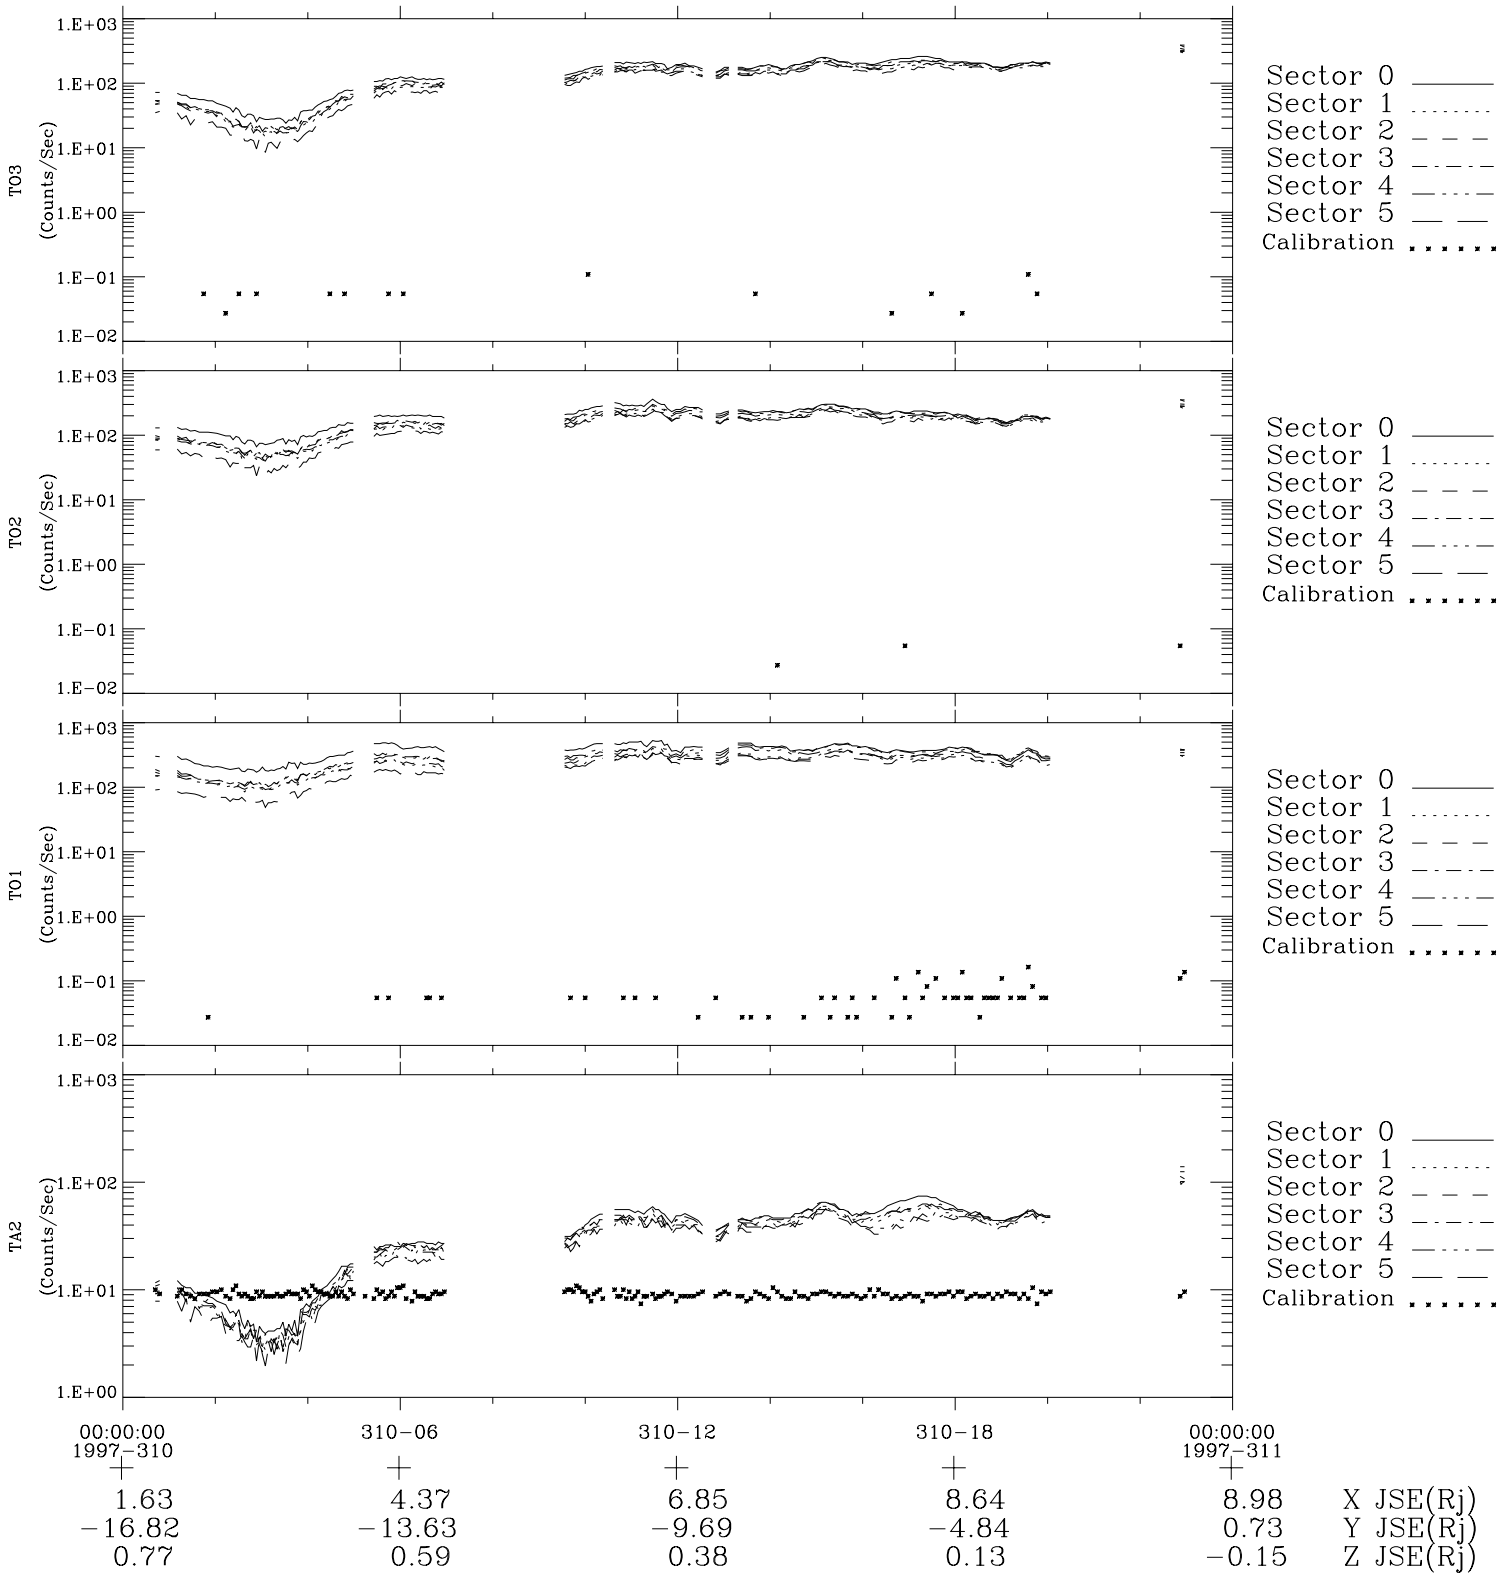 1.E+03
1.E+02
1.E+01
1.E+00
1.E-01
1.E-02
TO3
(Counts/Sec)
Sector 0
Sector 1
Sector 2
Sector 3
Sector 4
Sector 5
Calibration
1.E+03
1.E+02
1.E+01
1.E+00
1.E-01
1.E-02
TO2
(Counts/Sec)
Sector 0
Sector 1
Sector 2
Sector 3
Sector 4
Sector 5
Calibration
1.E+03
1.E+02
1.E+01
1.E+00
1.E-01
1.E-02
TO1
(Counts/Sec)
Sector 0
Sector 1
Sector 2
Sector 3
Sector 4
Sector 5
Calibration
1.E+03
1.E+02
1.E+01
1.E+00
TA2
(Counts/Sec)
Sector 0
Sector 1
Sector 2
Sector 3
Sector 4
Sector 5
Calibration
00:00:00 310-06 310-12 310-18 00:00:00
1997-310 1997-311
1.63 4.37 6.85 8.64 8.98 X JSE(Rj)
-16.82 -13.63 -9.69 -4.84 0.73 Y JSE(Rj)
0.77 0.59 0.38 0.13 -0.15 Z JSE(Rj)